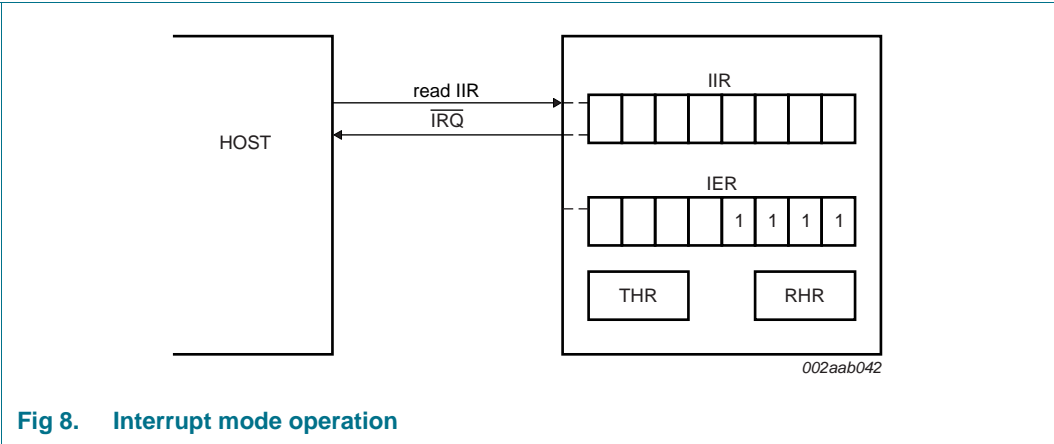 IIR
read IIR
IRQ
HOST
IER
1 1 1 1
THR RHR
002aab042
Fig 8. Interrupt mode operation